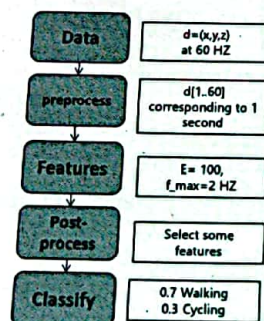 Data
d=(x,y,z)
at 60 HZ
preprocess
d[1..60]
corresponding to 1
second
Features
E= 100,
f_max=2 HZ
Post-
process
Select some
features
Classify
0.7 Walking
0.3 Cycling